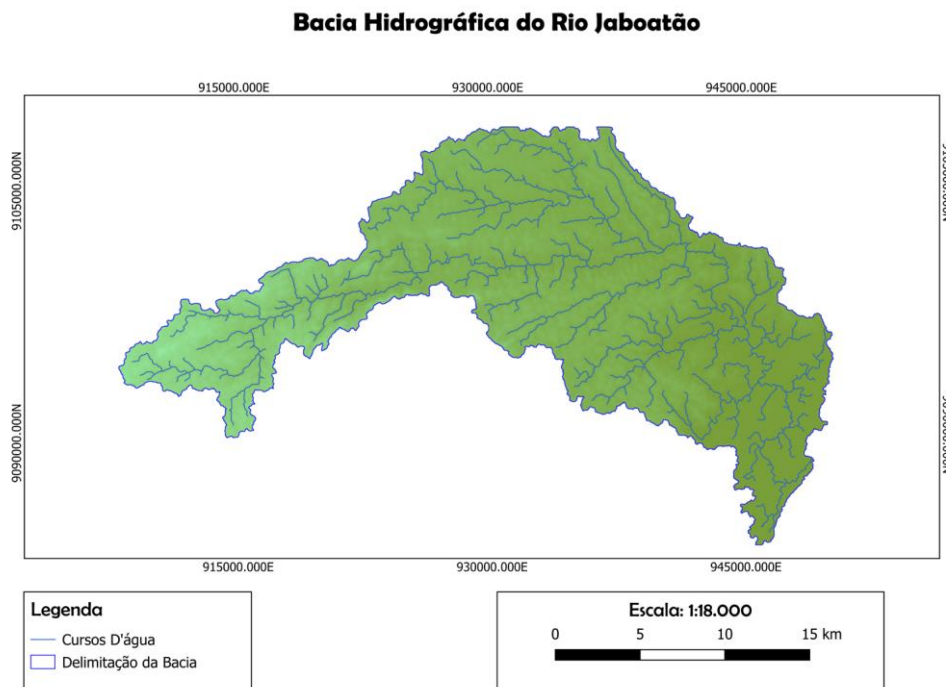 Bacia Hidrográfica do Rio Jaboatão
915000.000E 930000.000E 945000.000E
9105000.000N
9090000.000N
915000.000E 930000.000E 945000.000E
Legenda
Cursos D'água
Delimitação da Bacia
Escala: 1:18.000
0 5 10 15 km